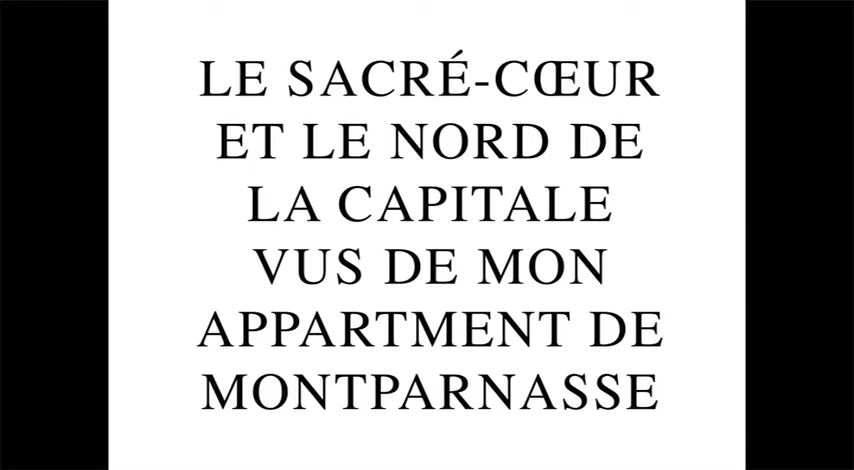 LE SACRÉ-CŒUR
ET LE NORD DE
LA CAPITALE
VUS DE MON
APPARTMENT DE
MONTPARNASSE